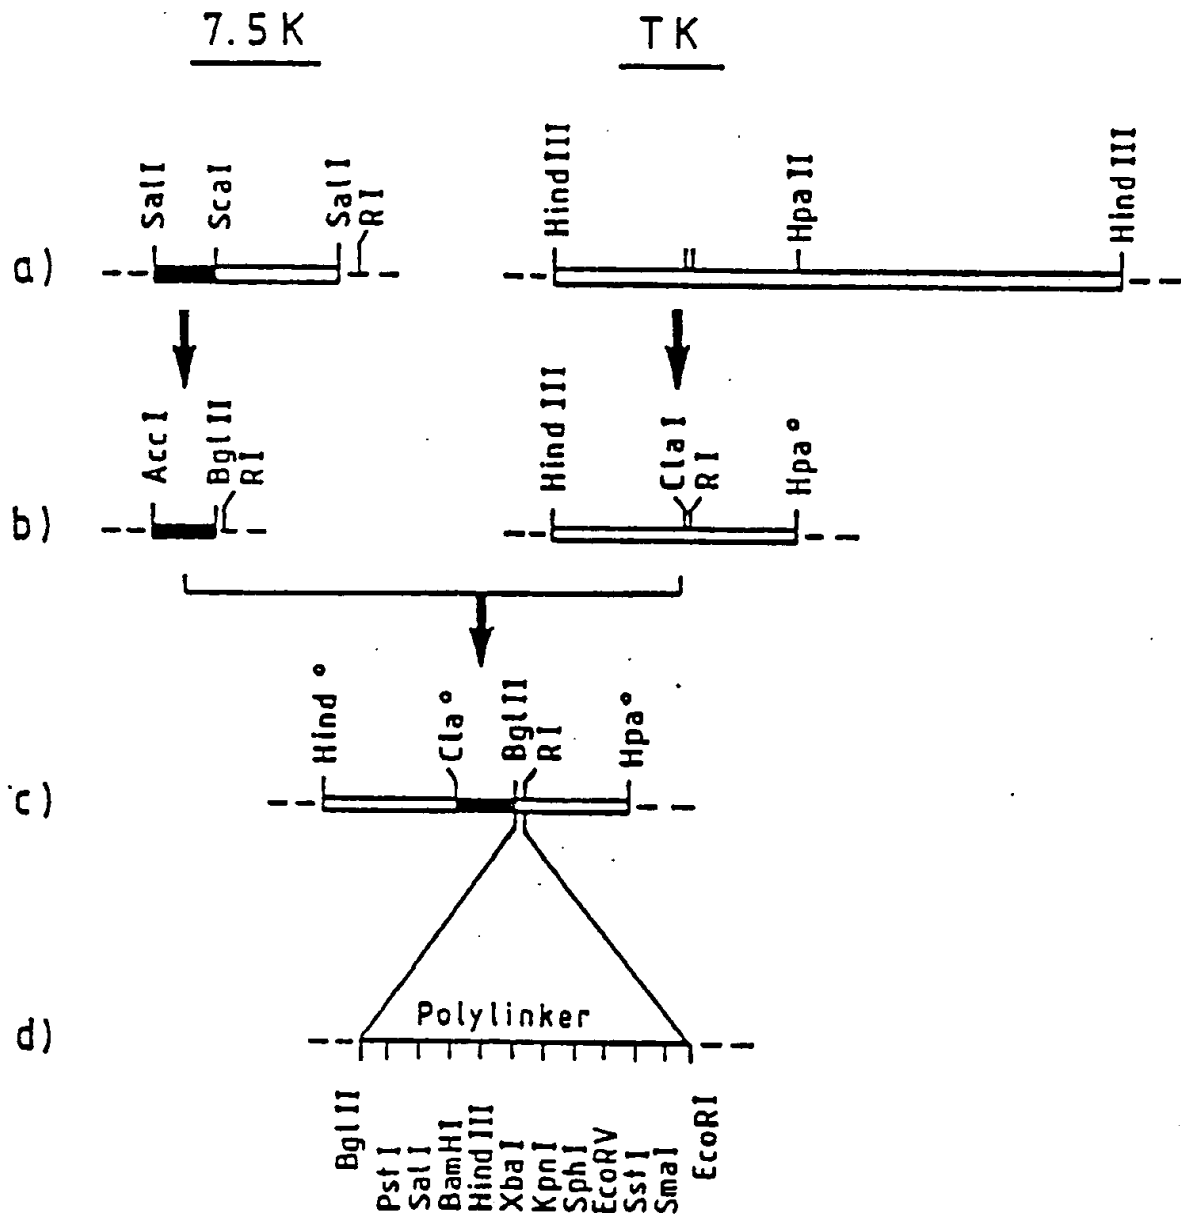 7.5 K
TK
a)
SalI
ScaI
SalI
RI
HindIII
HpaII
HindIII
b)
AccI
BglII
RI
HindIII
ClaI
RI
Hpa°
c)
Hind°
Cla°
BglII
RI
Hpa°
d)
Polylinker
BglII
PstI
SalI
BamHI
HindIII
XbaI
KpnI
SphI
EcoRV
SstI
SmaI
EcoRI